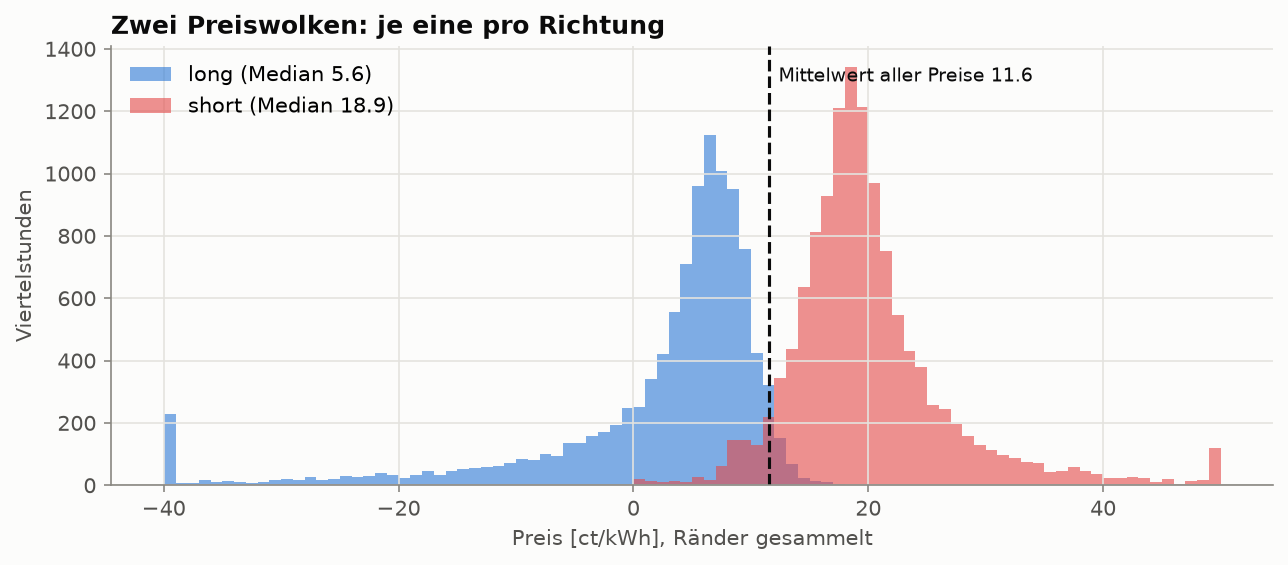 Zwei Preiswolken: je eine pro Richtung
long (Median 5.6)
short (Median 18.9)
Mittelwert aller Preise 11.6
Viertelstunden
1400
1200
1000
800
600
400
200
0
−40
−20
0
20
40
Preis [ct/kWh], Ränder gesammelt